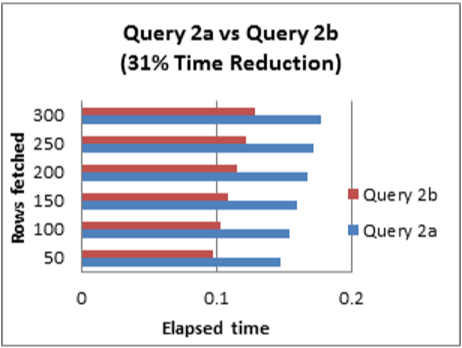 Query 2a vs Query 2b
(31% Time Reduction)
Rows fetched
300
250
200
150
100
50
Query 2b
Query 2a
0
0.1
0.2
Elapsed time